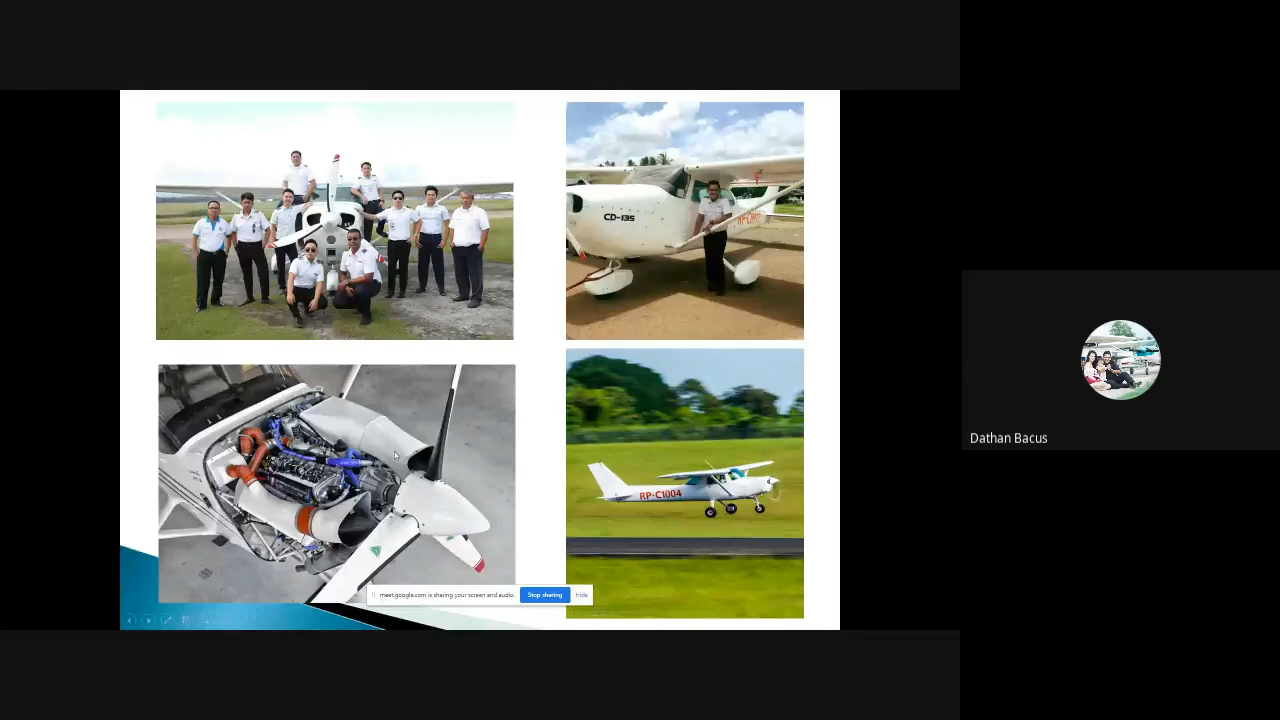 CD-135
RP-C1004
meet.google.com is sharing your screen and audio.
Stop sharing
Hide
Dathan Bacus